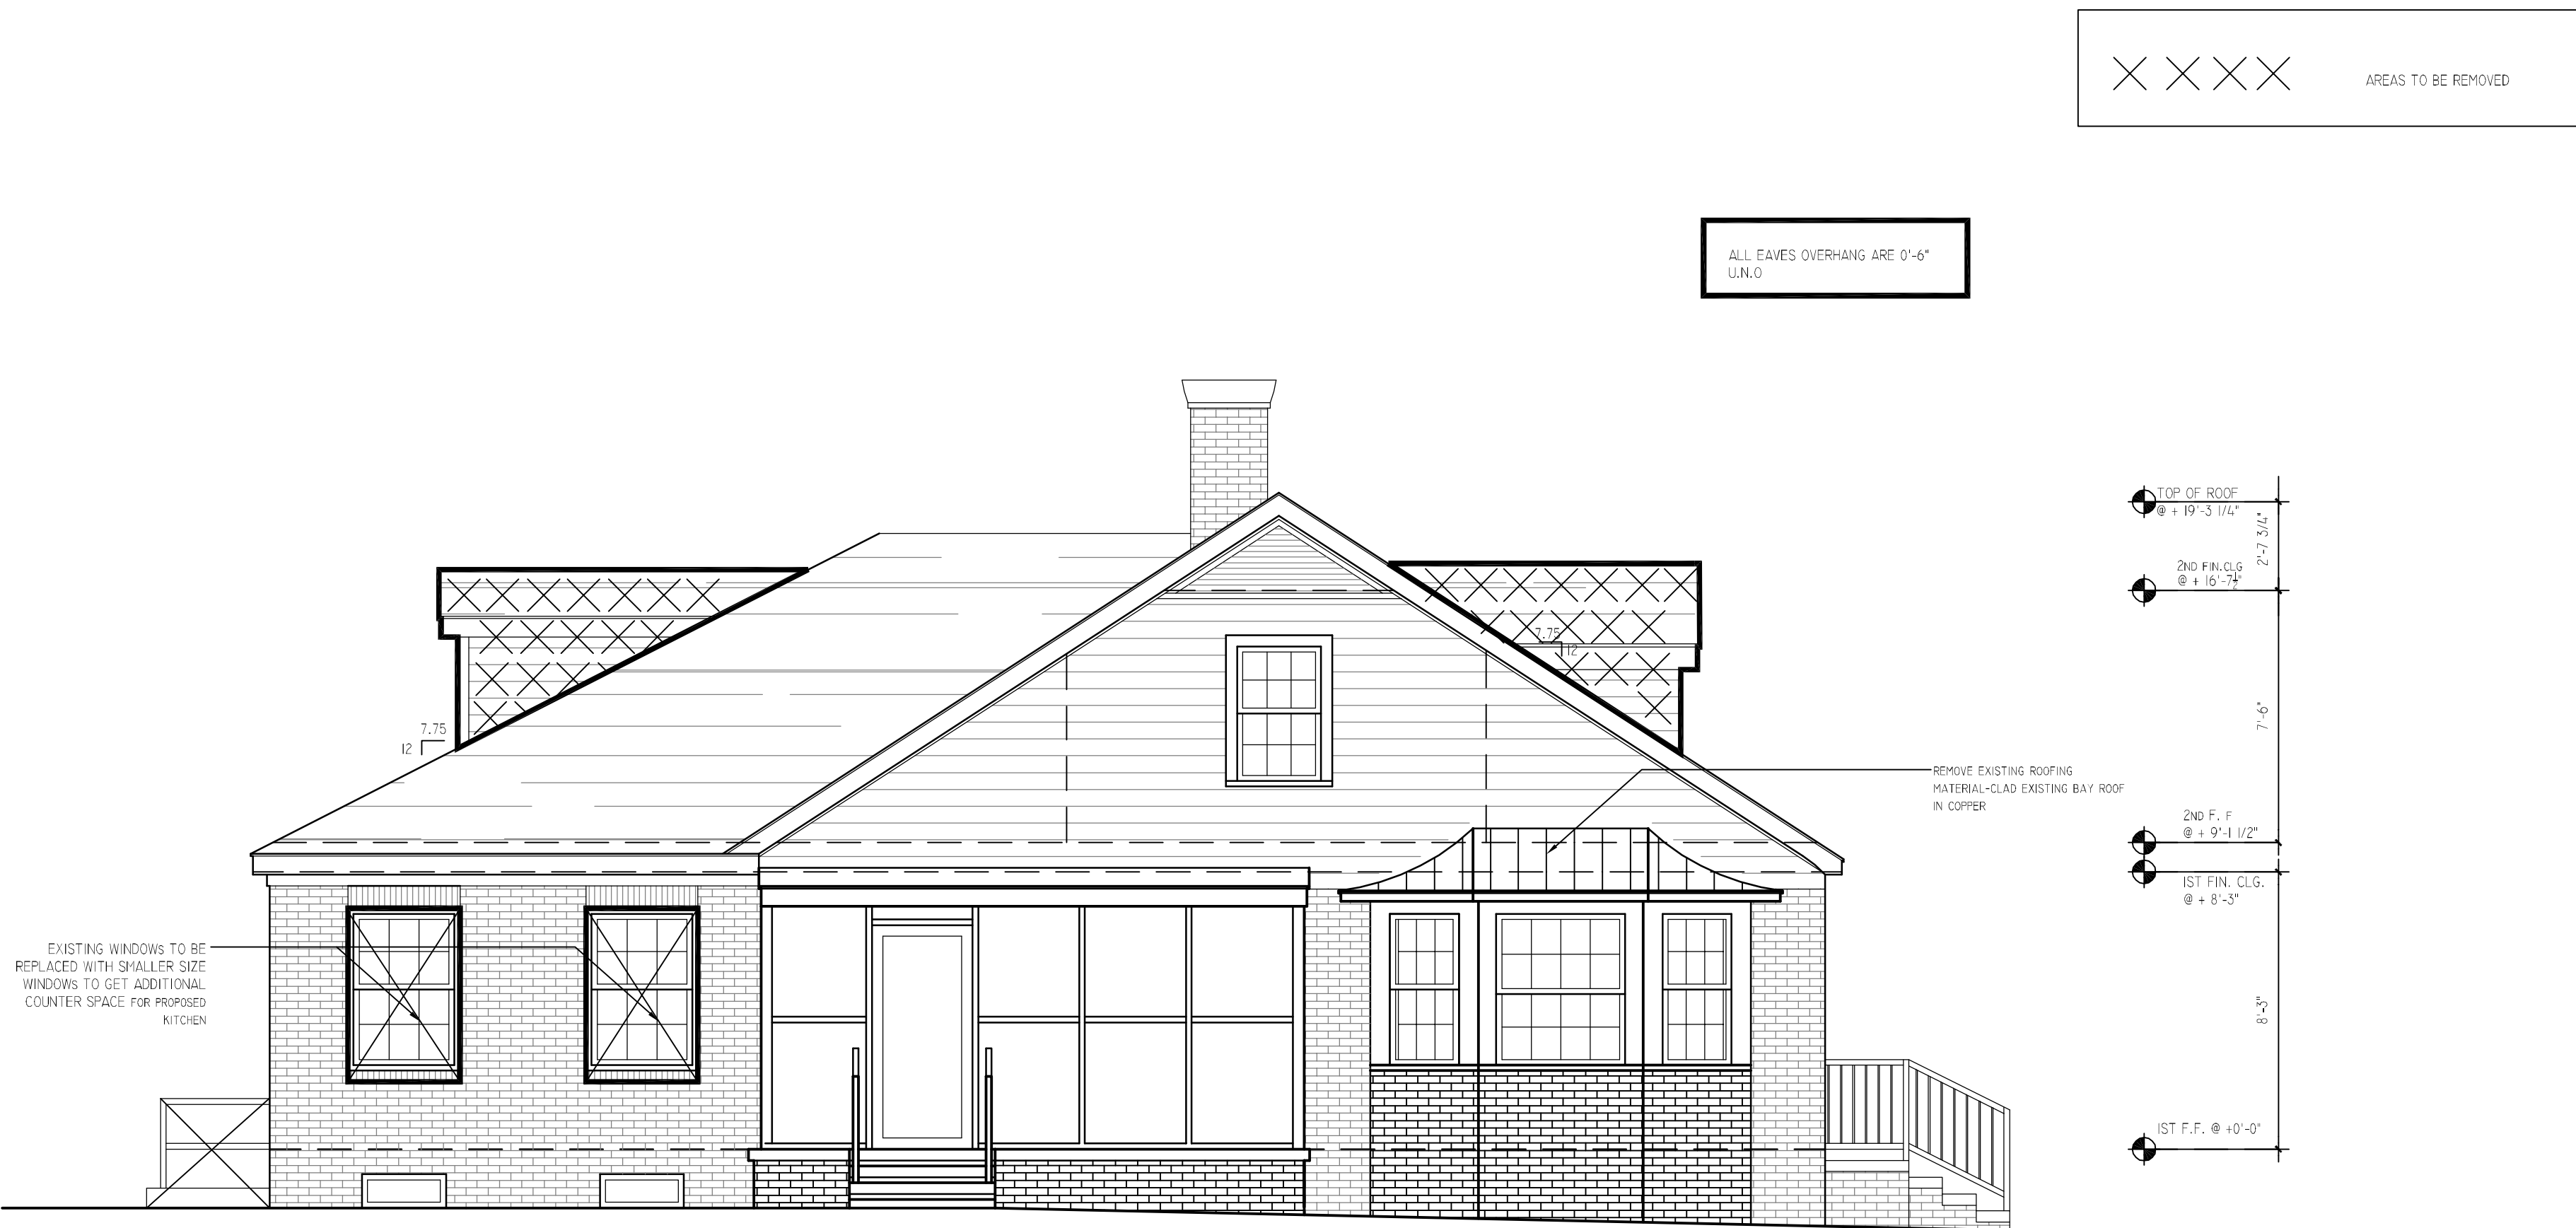 AREAS TO BE REMOVED
ALL EAVES OVERHANG ARE 0'-6"
U.N.O
TOP OF ROOF
@ + 19'-3 1/4"
2'-7 3/4"
2ND FIN.CLG
@ + 16'-7½"
7.75
12
7'-6"
7.75
12
REMOVE EXISTING ROOFING
MATERIAL-CLAD EXISTING BAY ROOF
IN COPPER
2ND F. F
@ + 9'-1 1/2"
1ST FIN. CLG.
@ + 8'-3"
EXISTING WINDOWs TO BE
REPLACED WITH SMALLER SIZE
WINDOWs TO GET ADDITIONAL
COUNTER SPACE FOR PROPOSED
KITCHEN
8'-3"
1ST F.F. @ +0'-0"